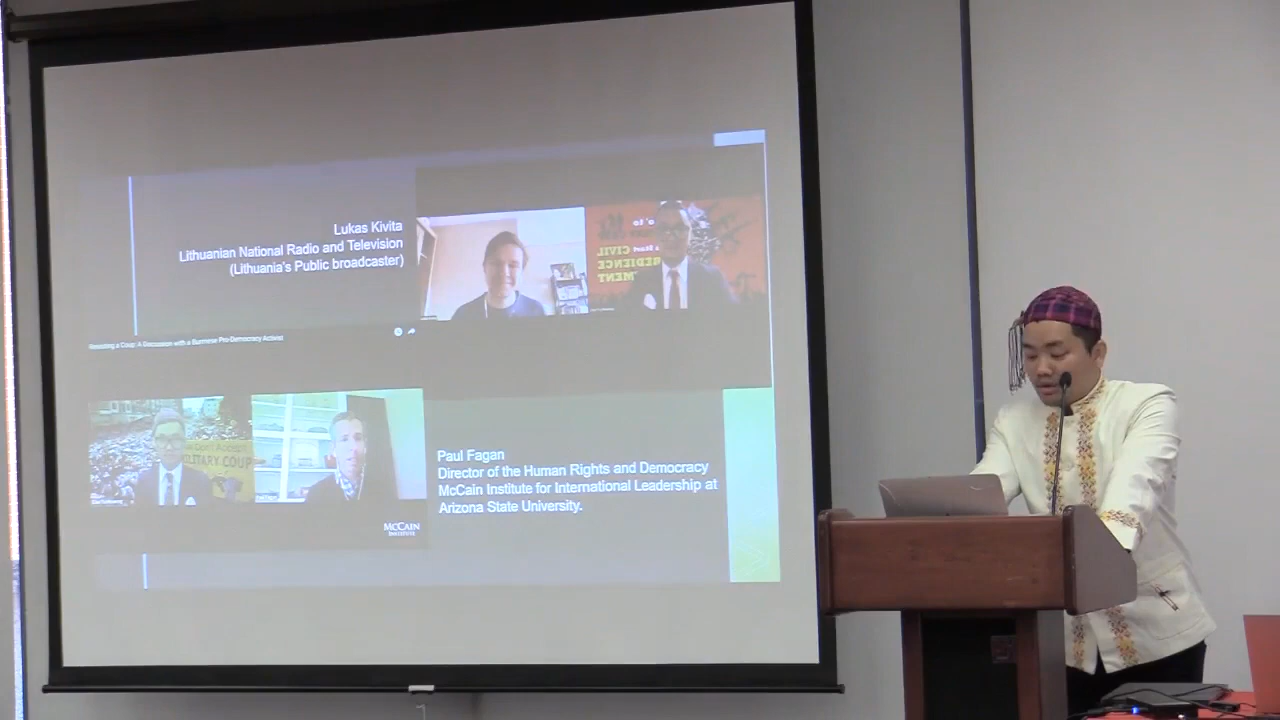 Lukas Kivita
Lithuanian National Radio and Television
(Lithuania's Public broadcaster)
CIVIL
Resisting a Coup: A Discussion with a Burmese Pro-Democracy Activist
MILITARY COUP
MCCAIN
INSTITUTE
Paul Fagan
Director of the Human Rights and Democracy
McCain Institute for International Leadership at
Arizona State University.